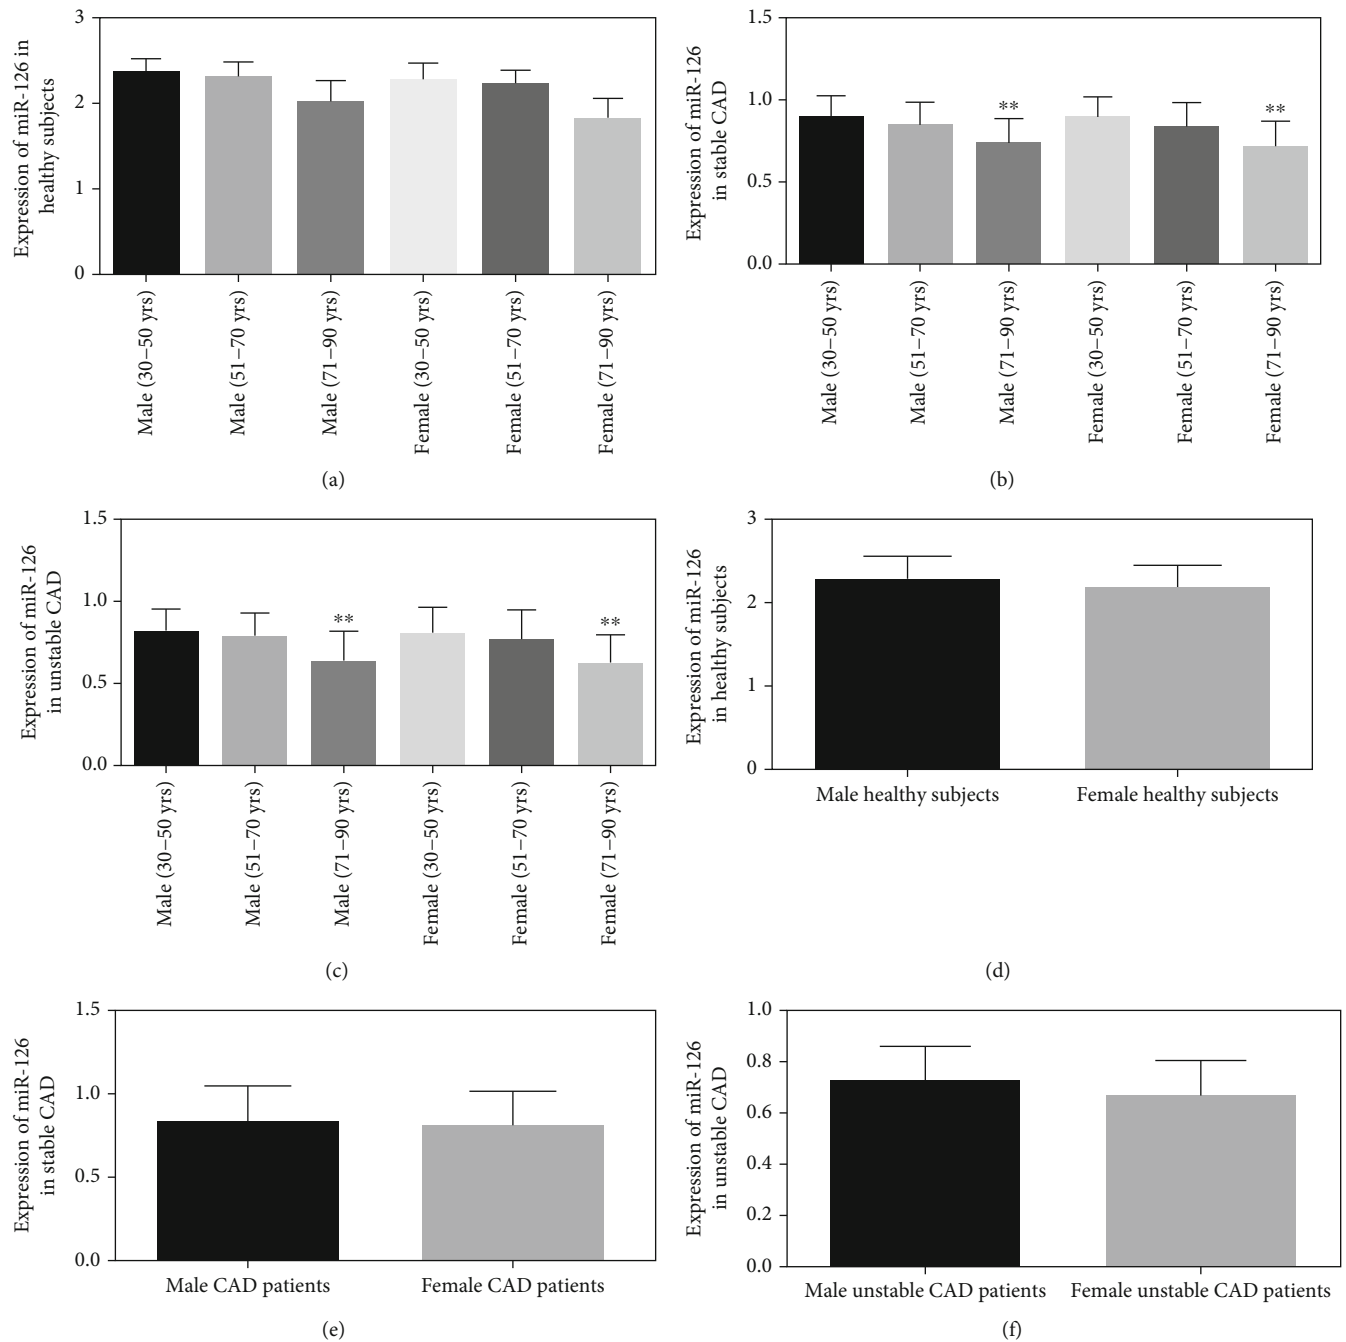 Expression of miR-126 in
healthy subjects
3
2
1
0
Male (30–50 yrs)
Male (51–70 yrs)
Male (71–90 yrs)
Female (30–50 yrs)
Female (51–70 yrs)
Female (71–90 yrs)
(a)
Expression of miR-126
in stable CAD
1.5
1.0
0.5
0.0
**
**
Male (30–50 yrs)
Male (51–70 yrs)
Male (71–90 yrs)
Female (30–50 yrs)
Female (51–70 yrs)
Female (71–90 yrs)
(b)
Expression of miR-126
in unstable CAD
1.5
1.0
0.5
0.0
**
**
Male (30–50 yrs)
Male (51–70 yrs)
Male (71–90 yrs)
Female (30–50 yrs)
Female (51–70 yrs)
Female (71–90 yrs)
(c)
Expression of miR-126
in healthy subjects
3
2
1
0
Male healthy subjects
Female healthy subjects
(d)
Expression of miR-126
in stable CAD
1.5
1.0
0.5
0.0
Male CAD patients
Female CAD patients
(e)
Expression of miR-126
in unstable CAD
1.0
0.8
0.6
0.4
0.2
0.0
Male unstable CAD patients
Female unstable CAD patients
(f)